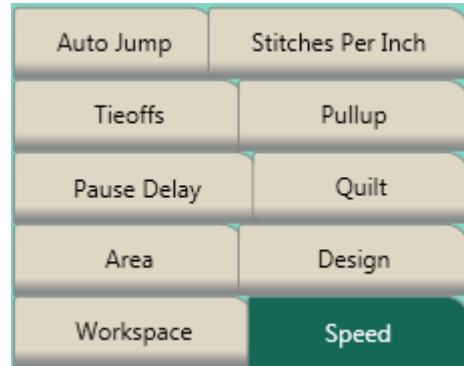 Auto Jump Stitches Per Inch
Tieoffs Pullup
Pause Delay Quilt
Area Design
Workspace Speed